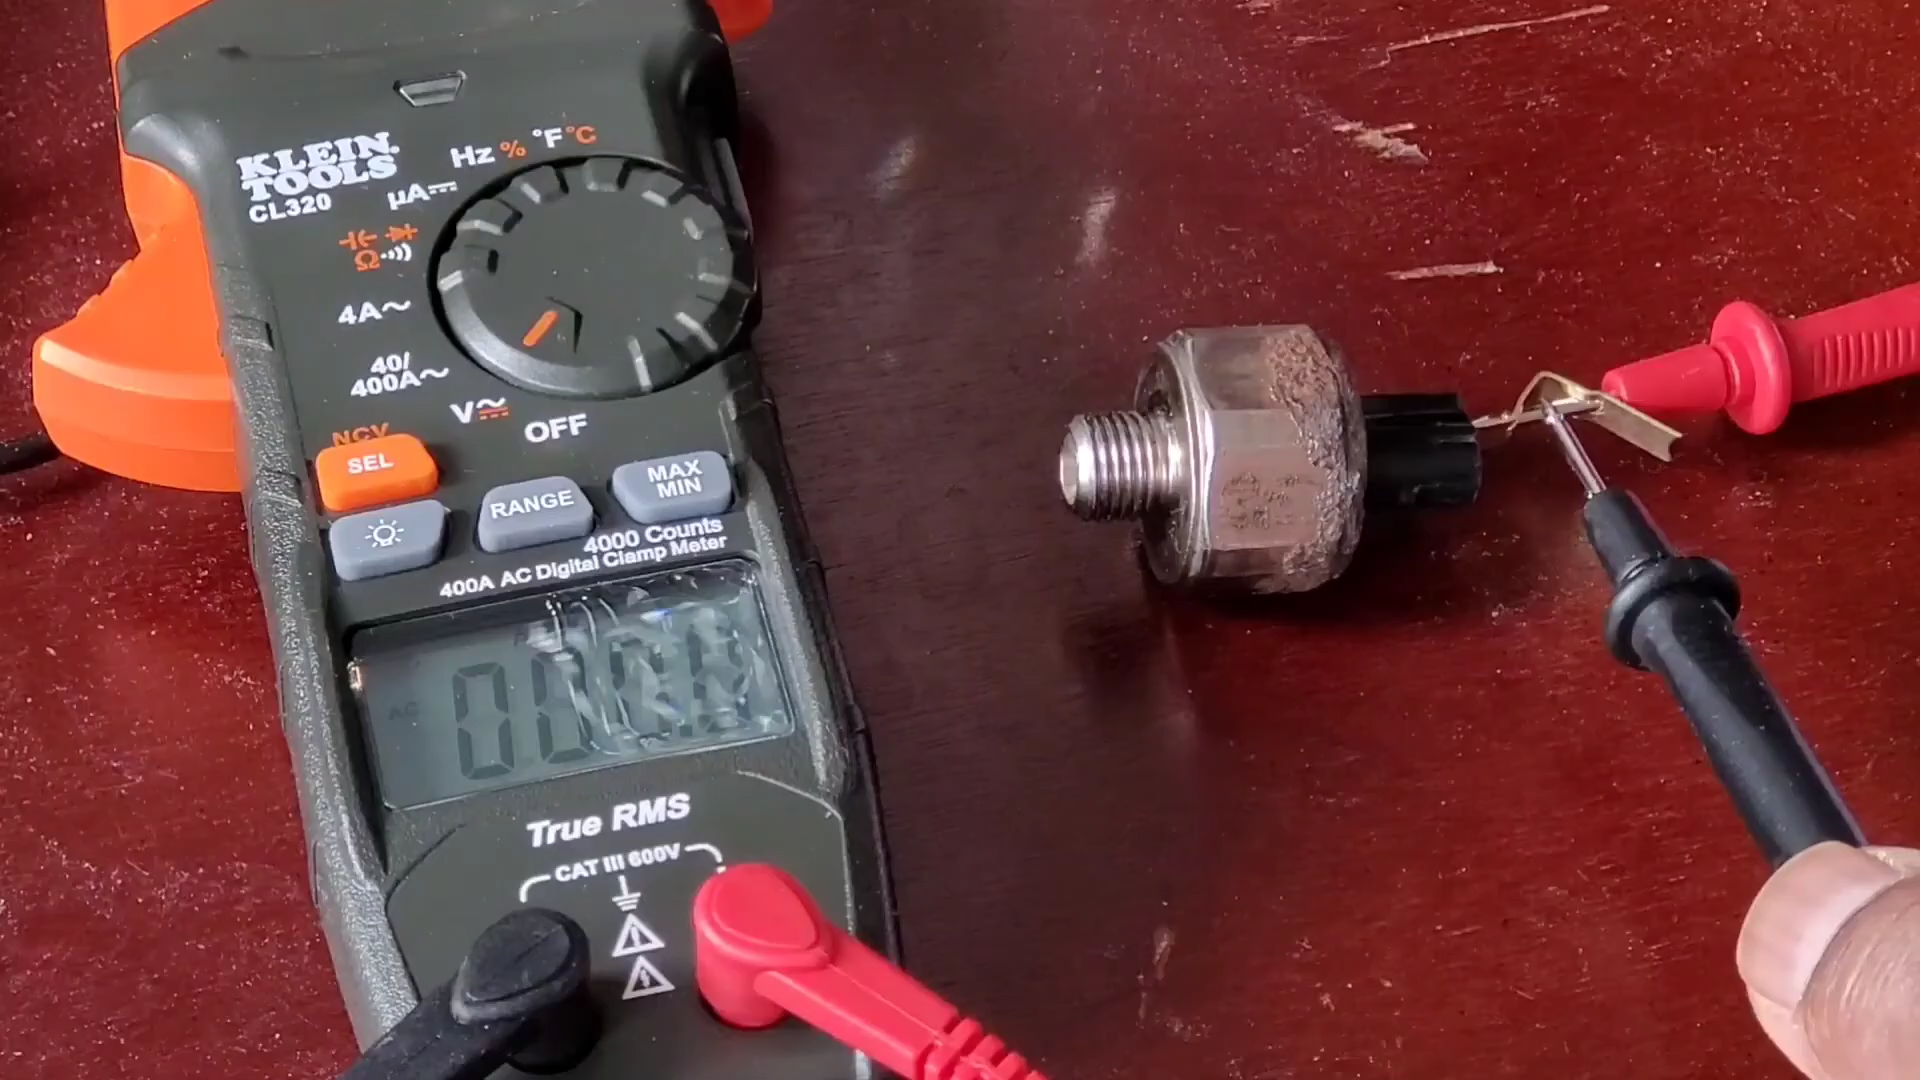 KLEIN
TOOLS
CL320
Hz % °F °C
µA
Ω
4A~
40/
400A~
V
OFF
NCV
SEL
RANGE
MAX
MIN
4000 Counts
400A AC Digital Clamp Meter
AC
True RMS
CAT III 600V